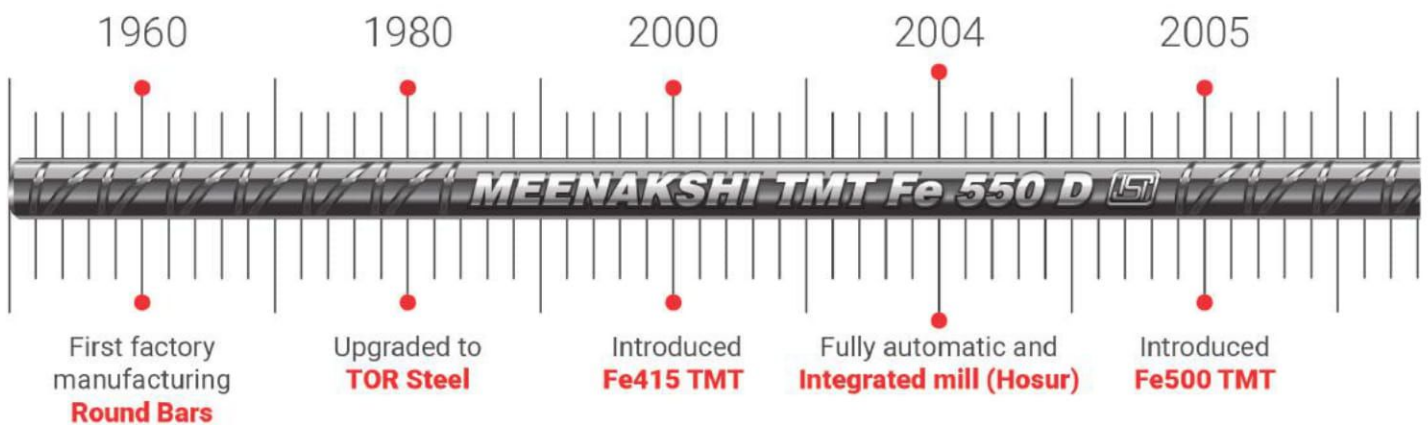 1960
1980
2000
2004
2005
MEENAKSHI TMT Fe 550 D
First factory
manufacturing
Round Bars
Upgraded to
TOR Steel
Introduced
Fe415 TMT
Fully automatic and
Integrated mill (Hosur)
Introduced
Fe500 TMT